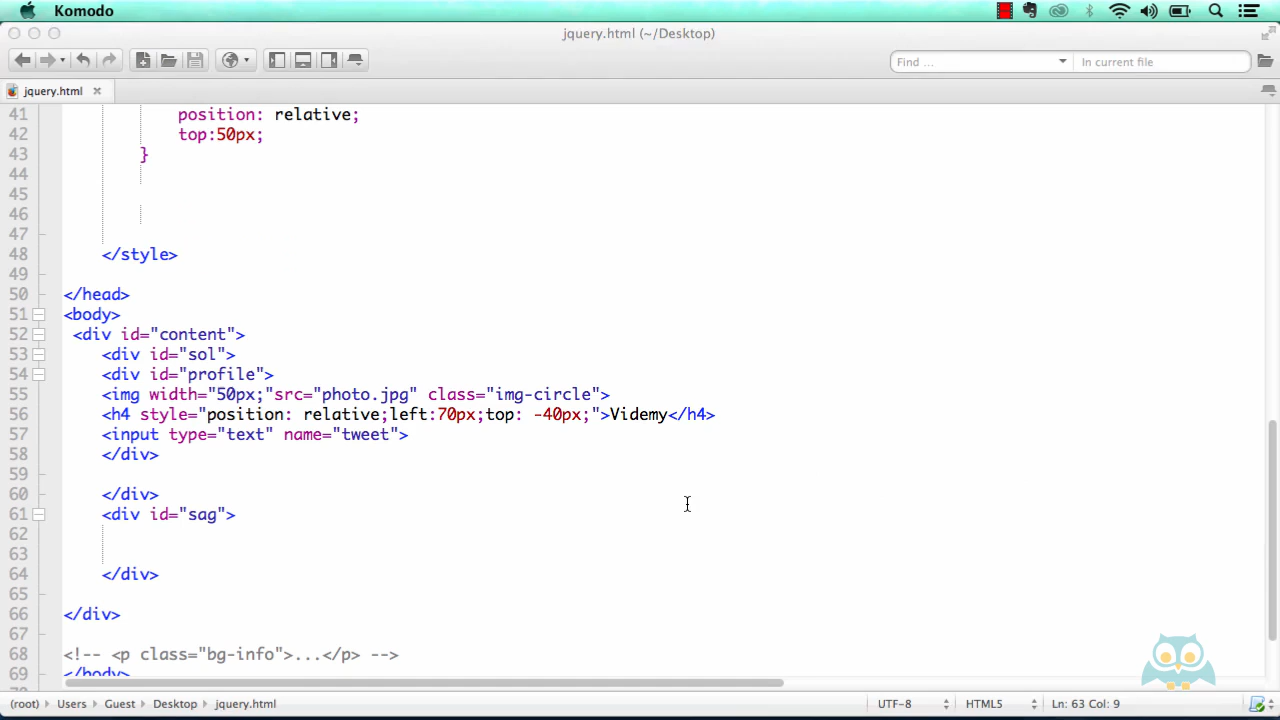 Komodo
jquery.html (~/Desktop)
Find ...
In current file
jquery.html
41 position: relative;
42 top:50px;
43 }
44
45
46
47
48 </style>
49
50 </head>
51 <body>
52 <div id="content">
53 <div id="sol">
54 <div id="profile">
55 <img width="50px;"src="photo.jpg" class="img-circle">
56 <h4 style="position: relative;left:70px;top: -40px;">Videmy</h4>
57 <input type="text" name="tweet">
58 </div>
59
60 </div>
61 <div id="sag">
62
63
64 </div>
65
66 </div>
67
68 <!-- <p class="bg-info">...</p> -->
69 </body>
(root) Users Guest Desktop jquery.html UTF-8 HTML5 Ln: 63 Col: 9